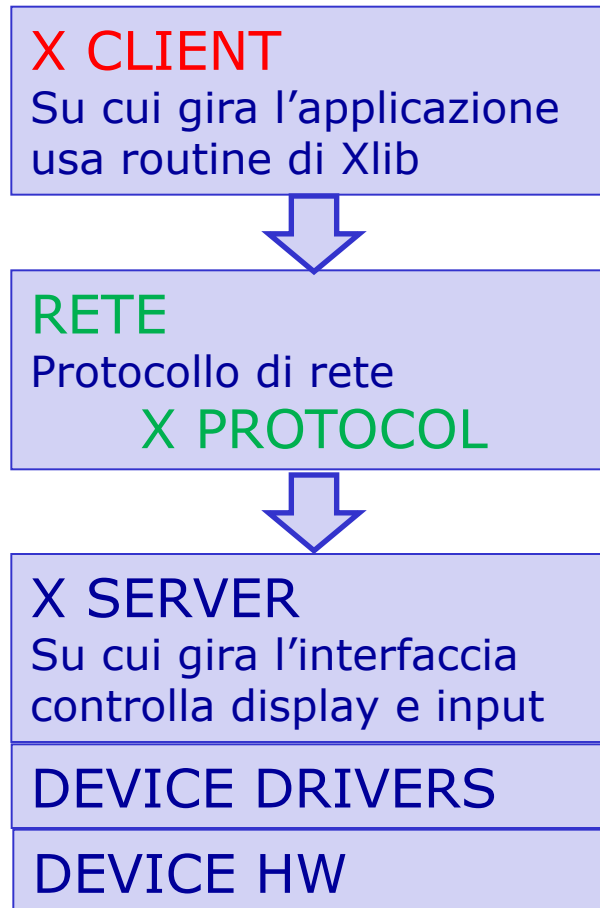 X CLIENT
Su cui gira l’applicazione
usa routine di Xlib
RETE
Protocollo di rete
X PROTOCOL
X SERVER
Su cui gira l’interfaccia
controlla display e input
DEVICE DRIVERS
DEVICE HW